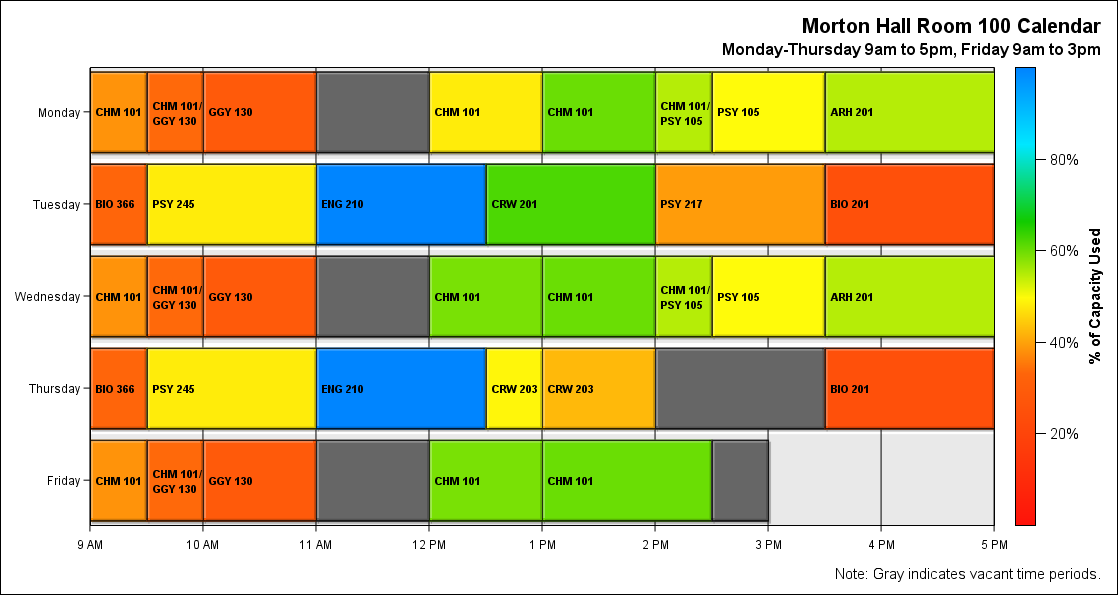 Morton Hall Room 100 Calendar
Monday-Thursday 9am to 5pm, Friday 9am to 3pm
Monday
CHM 101
CHM 101/
GGY 130
GGY 130
CHM 101
CHM 101
CHM 101/
PSY 105
PSY 105
ARH 201
Tuesday
BIO 366
PSY 245
ENG 210
CRW 201
PSY 217
BIO 201
Wednesday
CHM 101
CHM 101/
GGY 130
GGY 130
CHM 101
CHM 101
CHM 101/
PSY 105
PSY 105
ARH 201
Thursday
BIO 366
PSY 245
ENG 210
CRW 203
CRW 203
BIO 201
Friday
CHM 101
CHM 101/
GGY 130
GGY 130
CHM 101
CHM 101
9 AM
10 AM
11 AM
12 PM
1 PM
2 PM
3 PM
4 PM
5 PM
80%
60%
40%
20%
% of Capacity Used
Note: Gray indicates vacant time periods.